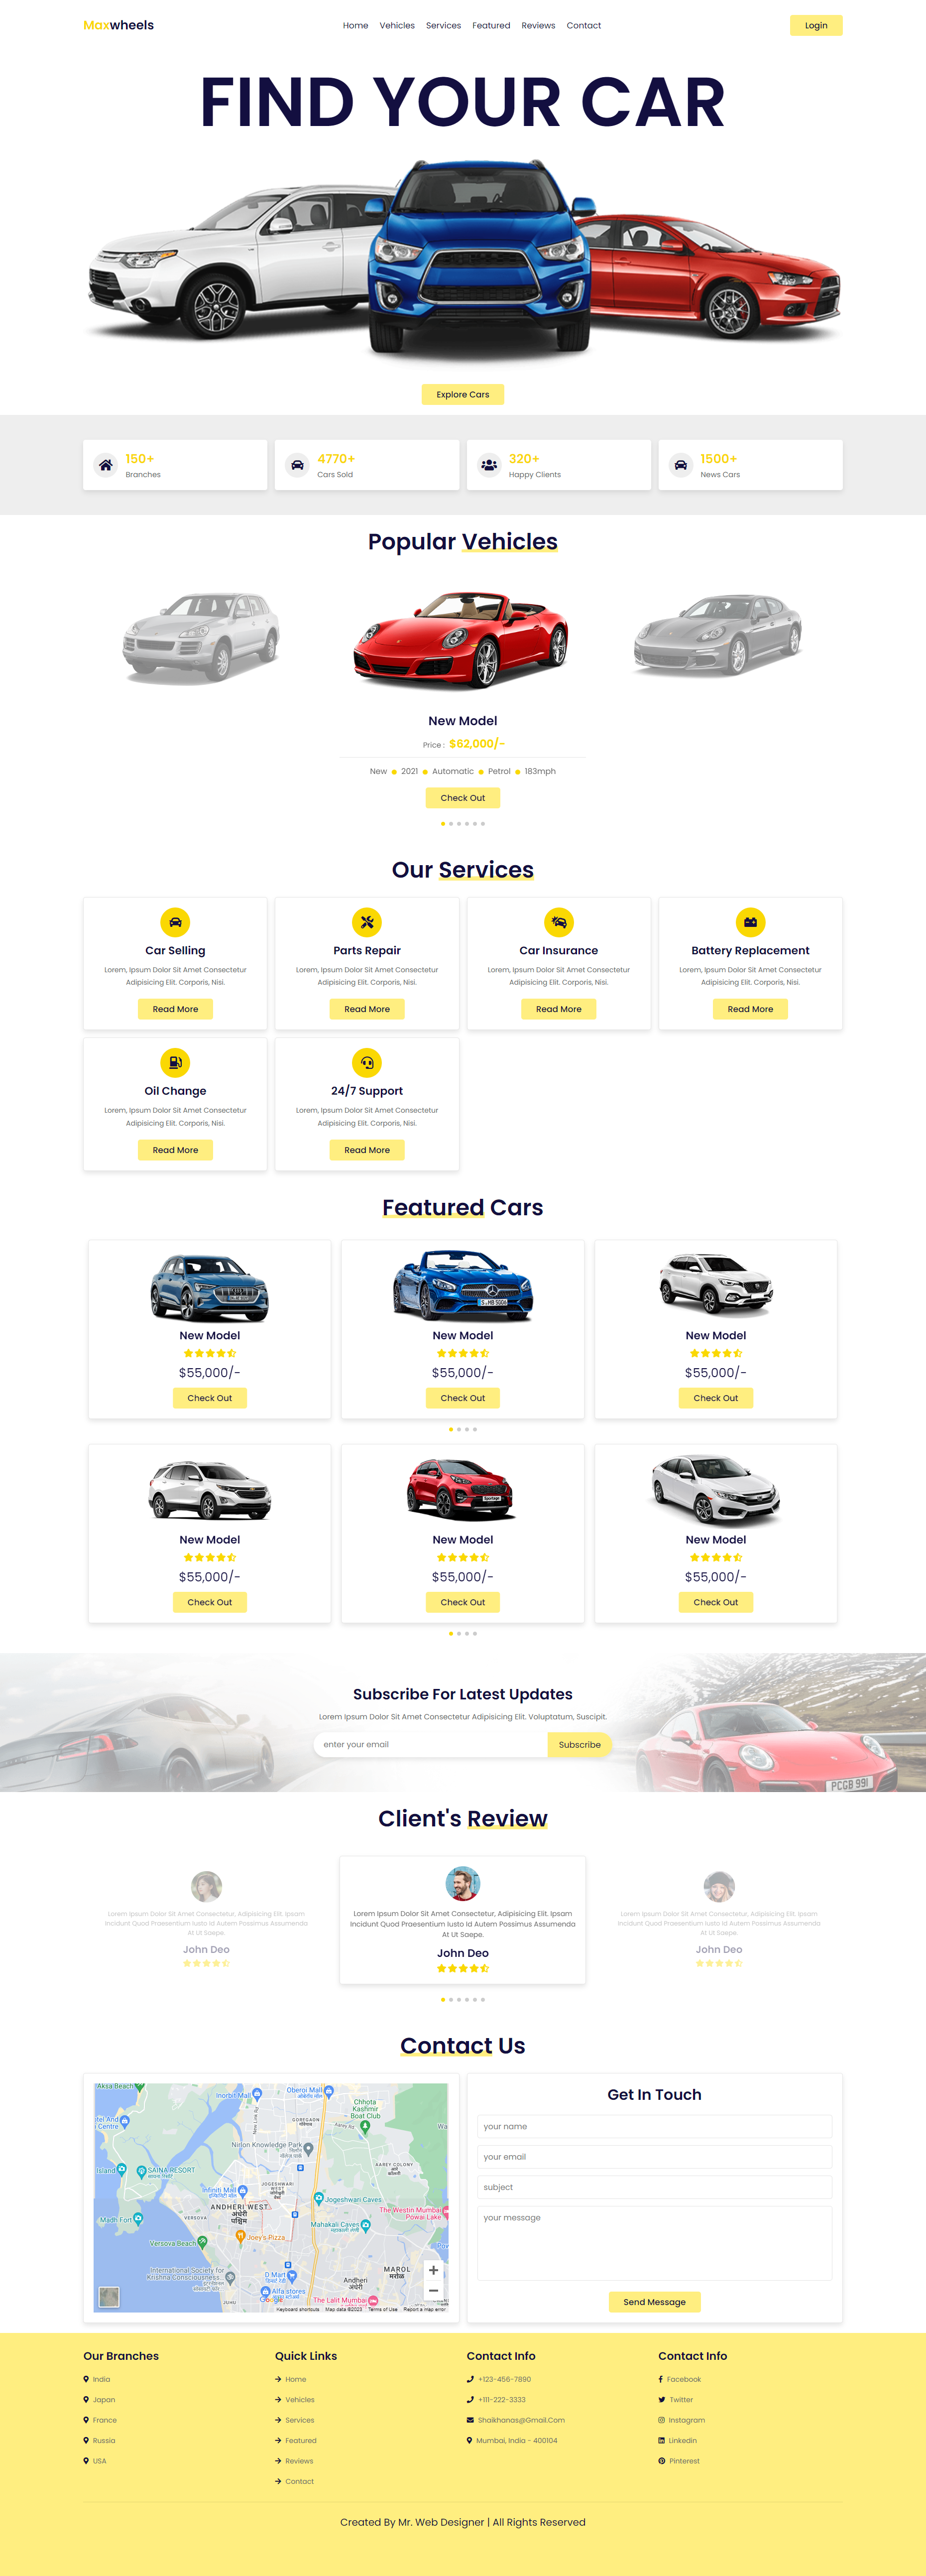 Maxwheels
Home Vehicles Services Featured Reviews Contact
Login
FIND YOUR CAR
Explore Cars
150+
Branches
4770+
Cars Sold
320+
Happy Clients
1500+
News Cars
Popular Vehicles
New Model
Price : $62,000/-
New 2021 Automatic Petrol 183mph
Check Out
Our Services
Car Selling
Lorem, Ipsum Dolor Sit Amet Consectetur
Adipisicing Elit. Corporis, Nisi.
Read More
Parts Repair
Lorem, Ipsum Dolor Sit Amet Consectetur
Adipisicing Elit. Corporis, Nisi.
Read More
Car Insurance
Lorem, Ipsum Dolor Sit Amet Consectetur
Adipisicing Elit. Corporis, Nisi.
Read More
Battery Replacement
Lorem, Ipsum Dolor Sit Amet Consectetur
Adipisicing Elit. Corporis, Nisi.
Read More
Oil Change
Lorem, Ipsum Dolor Sit Amet Consectetur
Adipisicing Elit. Corporis, Nisi.
Read More
24/7 Support
Lorem, Ipsum Dolor Sit Amet Consectetur
Adipisicing Elit. Corporis, Nisi.
Read More
Featured Cars
New Model
$55,000/-
Check Out
New Model
$55,000/-
Check Out
New Model
$55,000/-
Check Out
New Model
$55,000/-
Check Out
Sportage
New Model
$55,000/-
Check Out
New Model
$55,000/-
Check Out
Subscribe For Latest Updates
Lorem Ipsum Dolor Sit Amet Consectetur Adipisicing Elit. Voluptatum, Suscipit.
enter your email
Subscribe
PCGB 991
Client's Review
Lorem Ipsum Dolor Sit Amet Consectetur, Adipisicing Elit. Ipsam
Incidunt Quod Praesentium Iusto Id Autem Possimus Assumenda
At Ut Saepe.
John Deo
Lorem Ipsum Dolor Sit Amet Consectetur, Adipisicing Elit. Ipsam
Incidunt Quod Praesentium Iusto Id Autem Possimus Assumenda
At Ut Saepe.
John Deo
Lorem Ipsum Dolor Sit Amet Consectetur, Adipisicing Elit. Ipsam
Incidunt Quod Praesentium Iusto Id Autem Possimus Assumenda
At Ut Saepe.
John Deo
Contact Us
Aksa Beach
Inorbit Mall
Oberoi Mall
Chhota
Kashmir
Boat Club
GOREGAON
Nirlon Knowledge Park
SAINA RESORT
AAREY COLONY
Infiniti Mall
JOGESHWARI
WEST
Jogeshwari Caves
ANDHERI WEST
अंधेरी
पश्चिम
The Westin Mumbai
Powai Lake
Madh Fort
VERSOVA
Mahakali Caves
Joey's Pizza
Versova Beach
International Society for
Krishna Consciousness...
D Mart
MAROL
मरोळ
Andheri
अंधेरी
Alfa stores
JUHU
Google
The Lalit Mumbai
Keyboard shortcuts Map data ©2023 Terms of Use Report a map error
Get In Touch
your name
your email
subject
your message
Send Message
Our Branches
India
Japan
France
Russia
USA
Quick Links
Home
Vehicles
Services
Featured
Reviews
Contact
Contact Info
+123-456-7890
+111-222-3333
Shaikhanas@Gmail.Com
Mumbai, India - 400104
Contact Info
Facebook
Twitter
Instagram
Linkedin
Pinterest
Created By Mr. Web Designer | All Rights Reserved